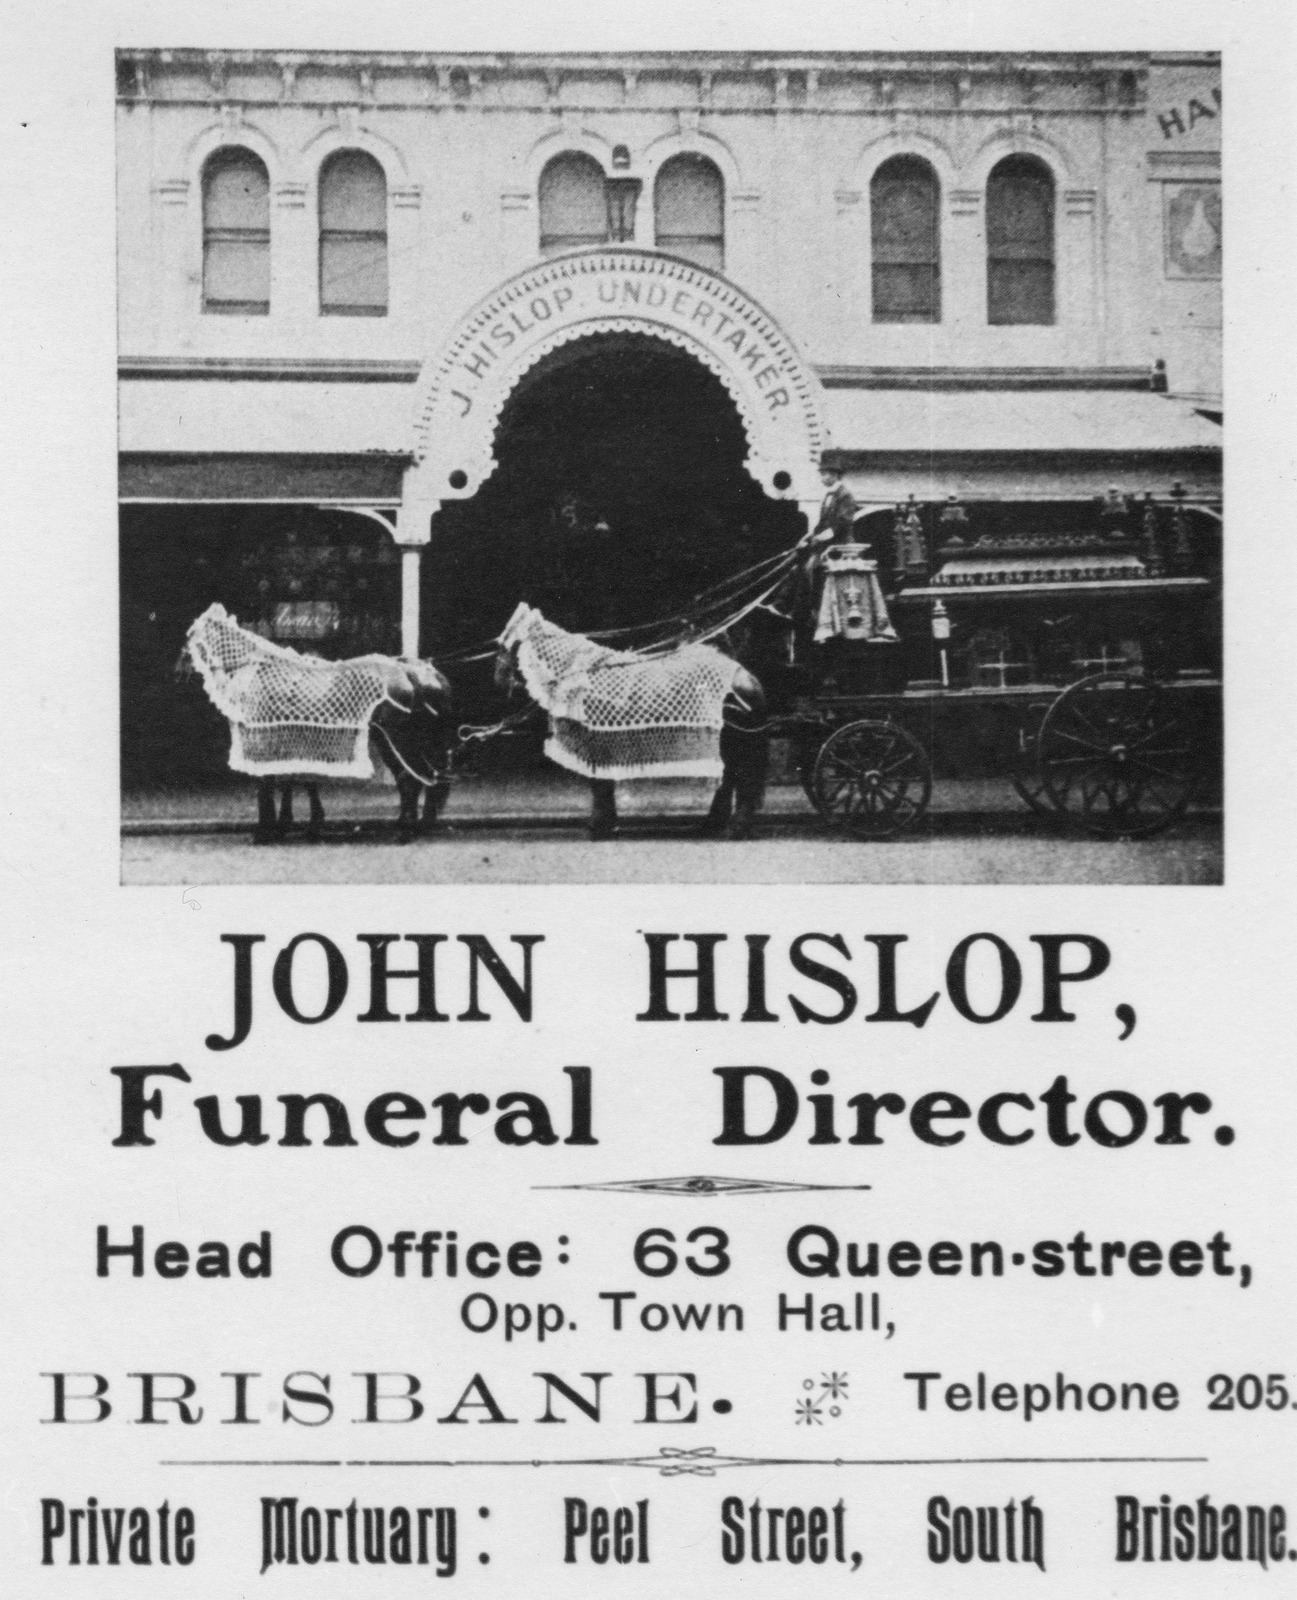 HA
J. HISLOP. UNDERTAKER.
JOHN HISLOP,
Funeral Director.
Head Office: 63 Queen-street,
Opp. Town Hall,
BRISBANE. Telephone 205.
Private Mortuary: Peel Street, South Brisbane.